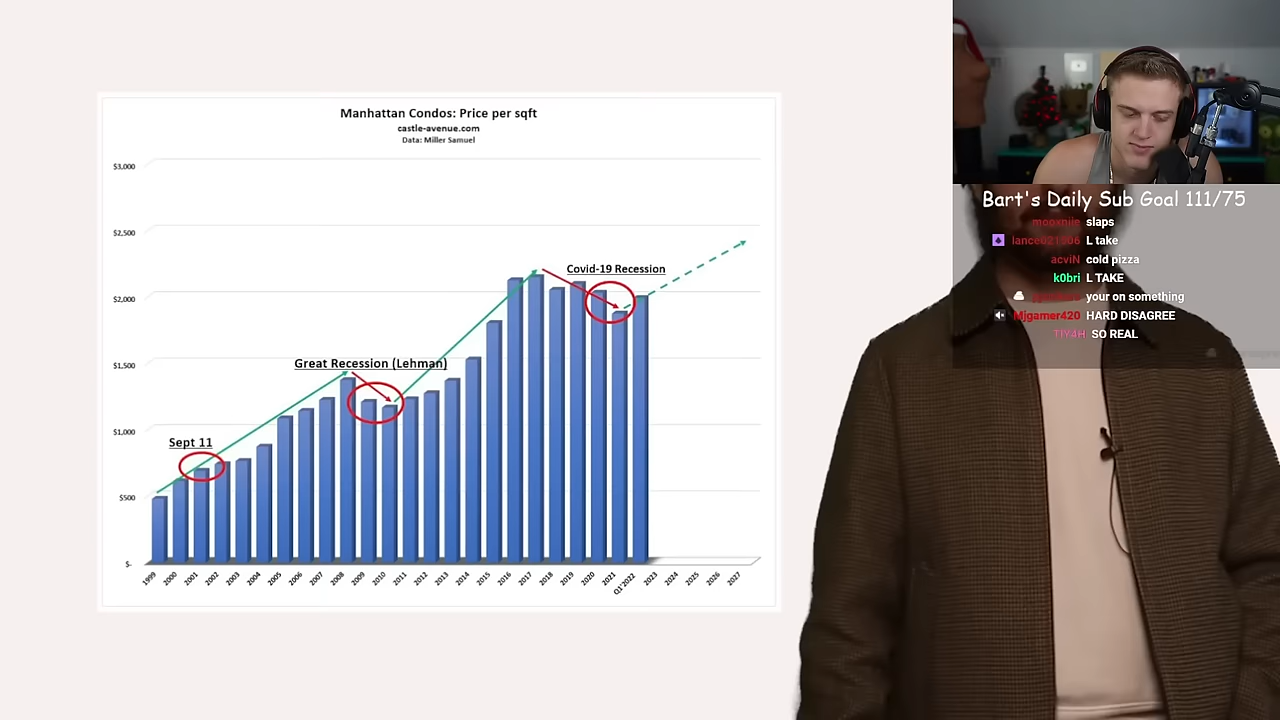 Manhattan Condos: Price per sqft
castle-avenue.com
Data: Miller Samuel
$3,000
$2,500
$2,000
$1,500
$1,000
$500
$-
Covid-19 Recession
Great Recession (Lehman)
Sept 11
1999
2000
2001
2002
2003
2004
2005
2006
2007
2008
2009
2010
2011
2012
2013
2014
2015
2016
2017
2018
2019
2020
2021
Q1'2022
2023
2024
2025
2026
2027
Bart's Daily Sub Goal 111/75
mooxniie slaps
L take
acviN cold pizza
k0bri L TAKE
your on something
Mjgamer420 HARD DISAGREE
TIY4H SO REAL